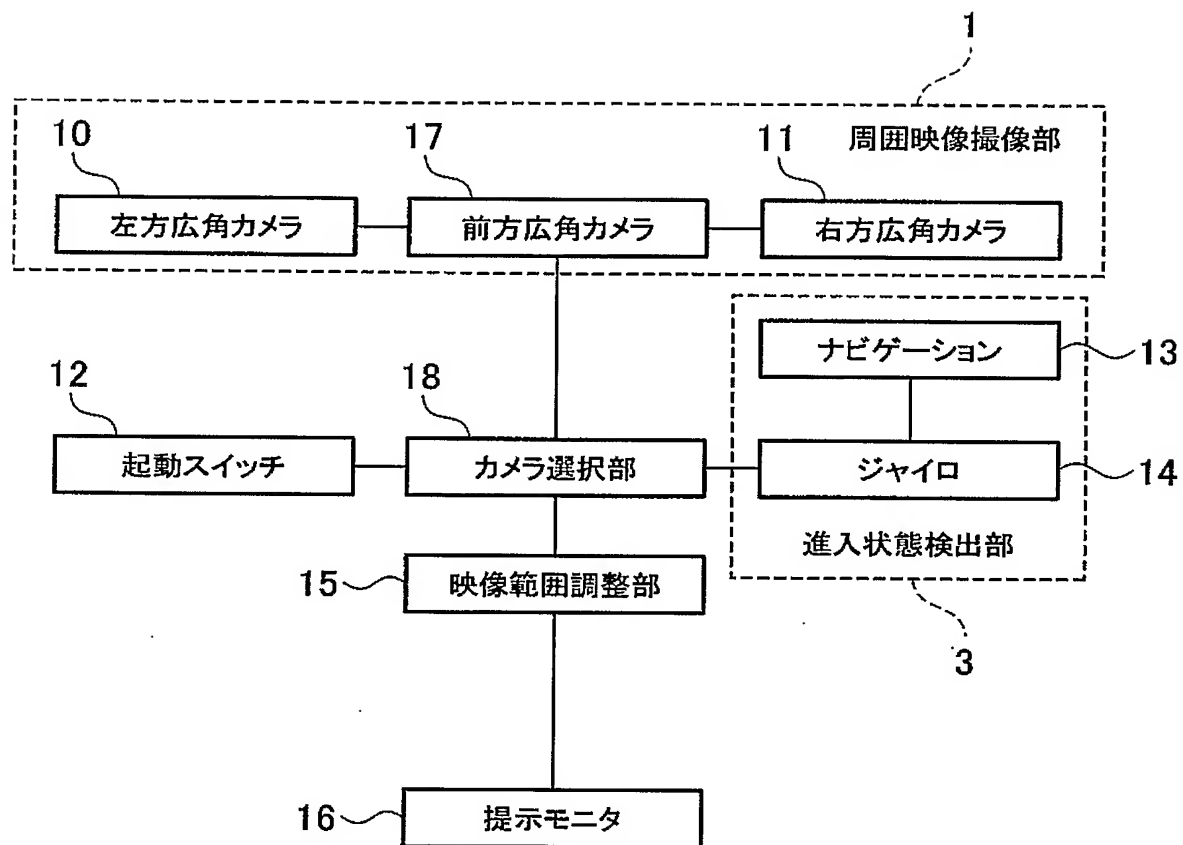 1
周囲映像撮像部
10
17
11
左方広角カメラ
前方広角カメラ
右方広角カメラ
ナビゲーション
13
12
18
起動スイッチ
カメラ選択部
ジャイロ
14
進入状態検出部
15
映像範囲調整部
3
16
提示モニタ